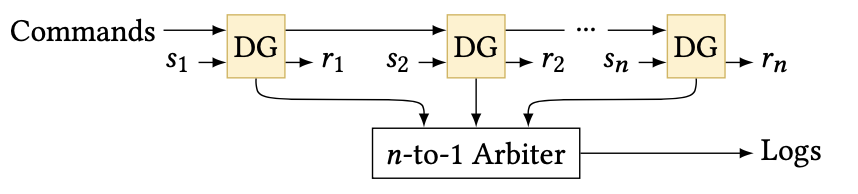 Commands DG DG ... DG
s₁ r₁ s₂ r₂ sₙ rₙ
n-to-1 Arbiter Logs